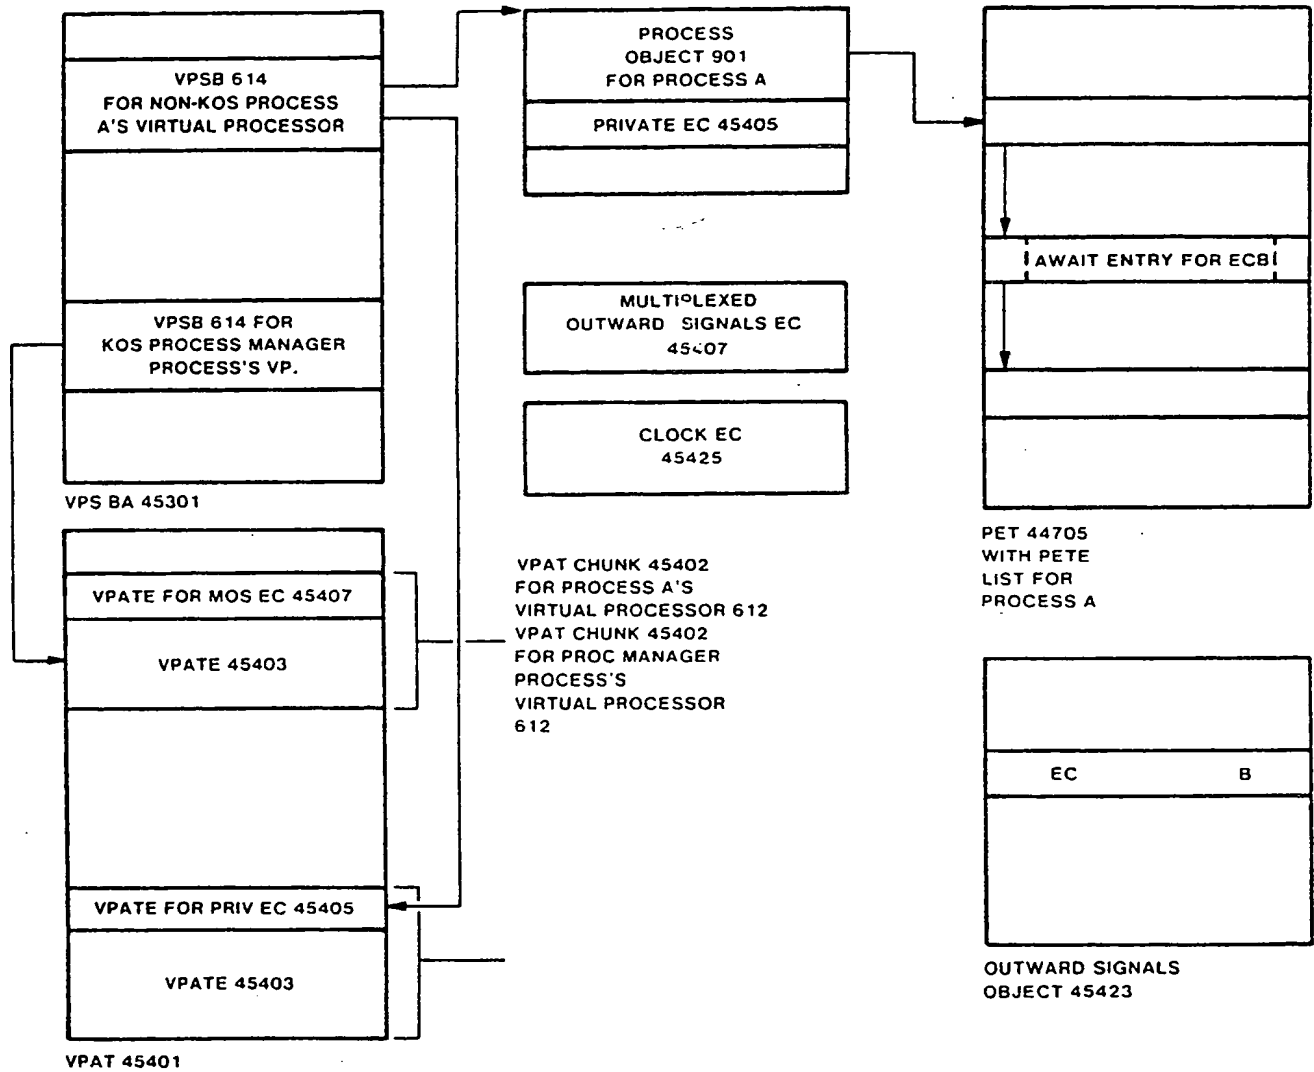 VPSB 614
FOR NON-KOS PROCESS
A'S VIRTUAL PROCESSOR
VPSB 614 FOR
KOS PROCESS MANAGER
PROCESS'S VP.
VPS BA 45301
VPATE FOR MOS EC 45407
VPATE 45403
VPATE FOR PRIV EC 45405
VPATE 45403
VPAT 45401
PROCESS
OBJECT 901
FOR PROCESS A
PRIVATE EC 45405
MULTIPLEXED
OUTWARD SIGNALS EC
45407
CLOCK EC
45425
VPAT CHUNK 45402
FOR PROCESS A'S
VIRTUAL PROCESSOR 612
VPAT CHUNK 45402
FOR PROC MANAGER
PROCESS'S
VIRTUAL PROCESSOR
612
AWAIT ENTRY FOR ECB
PET 44705
WITH PETE
LIST FOR
PROCESS A
EC B
OUTWARD SIGNALS
OBJECT 45423